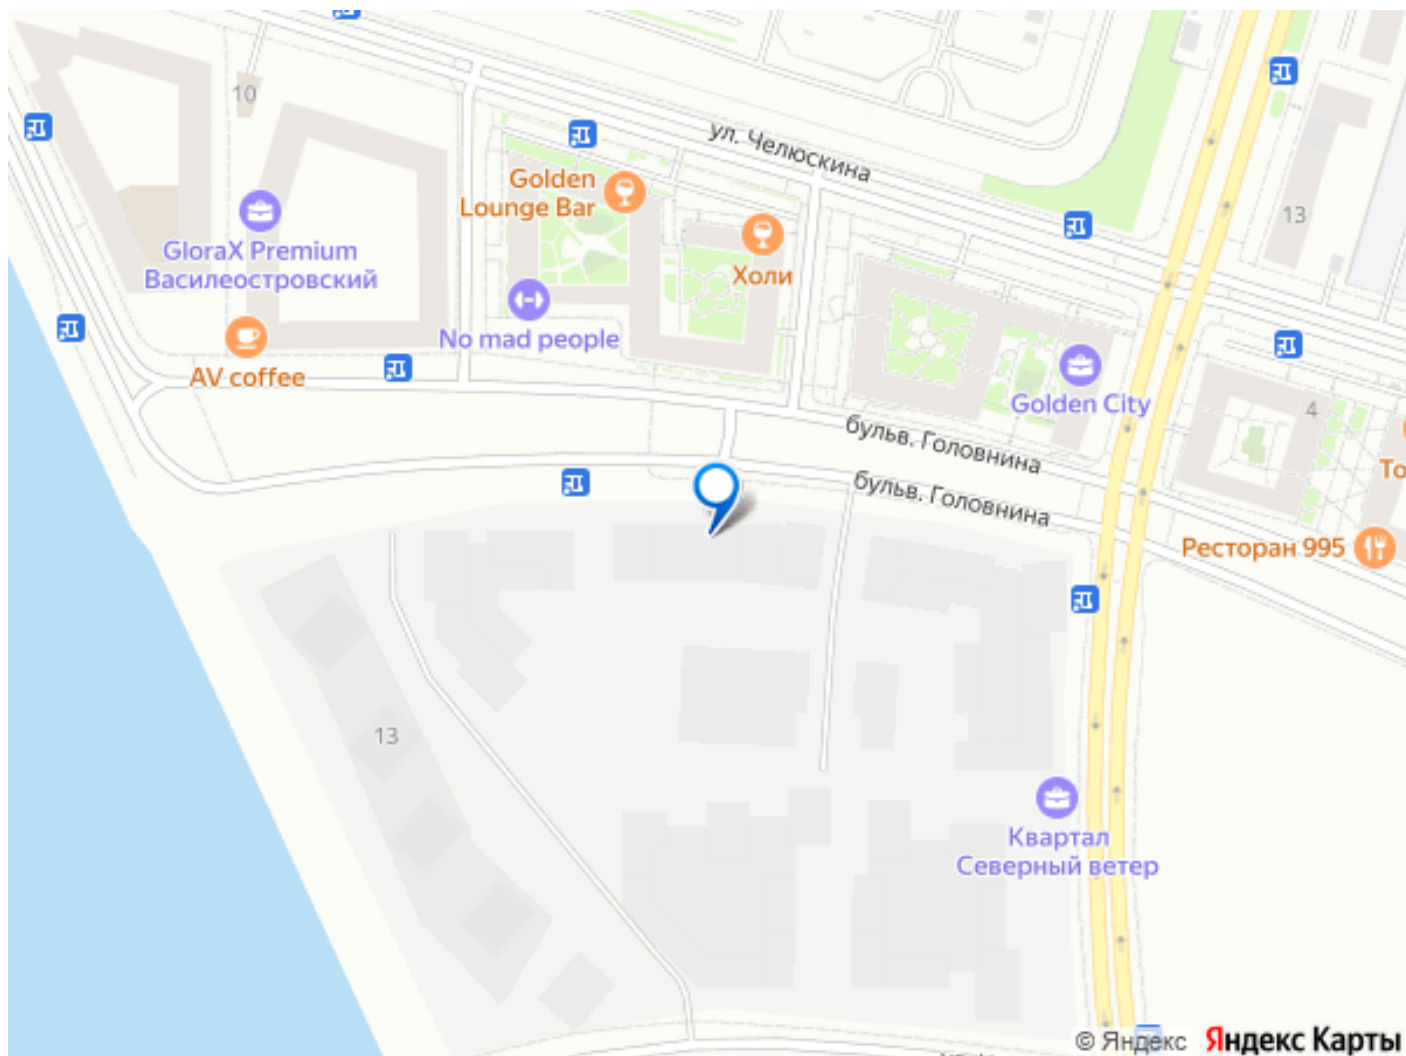 10
ул. Челюскина
Golden
Lounge Bar
13
GloraX Premium
Василеостровский
Холи
No mad people
AV coffee
Golden City
4
бульв. Головнина
бульв. Головнина
То
Ресторан 995
13
Квартал
Северный ветер
© Яндекс Яндекс Карты